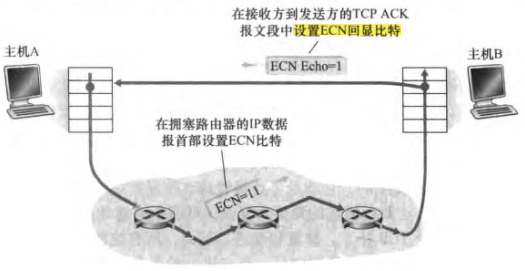 在接收方到发送方的TCP ACK
报文段中设置ECN回显比特
主机A
主机B
ECN Echo=1
在拥塞路由器的IP数据
报首部设置ECN比特
ECN=11